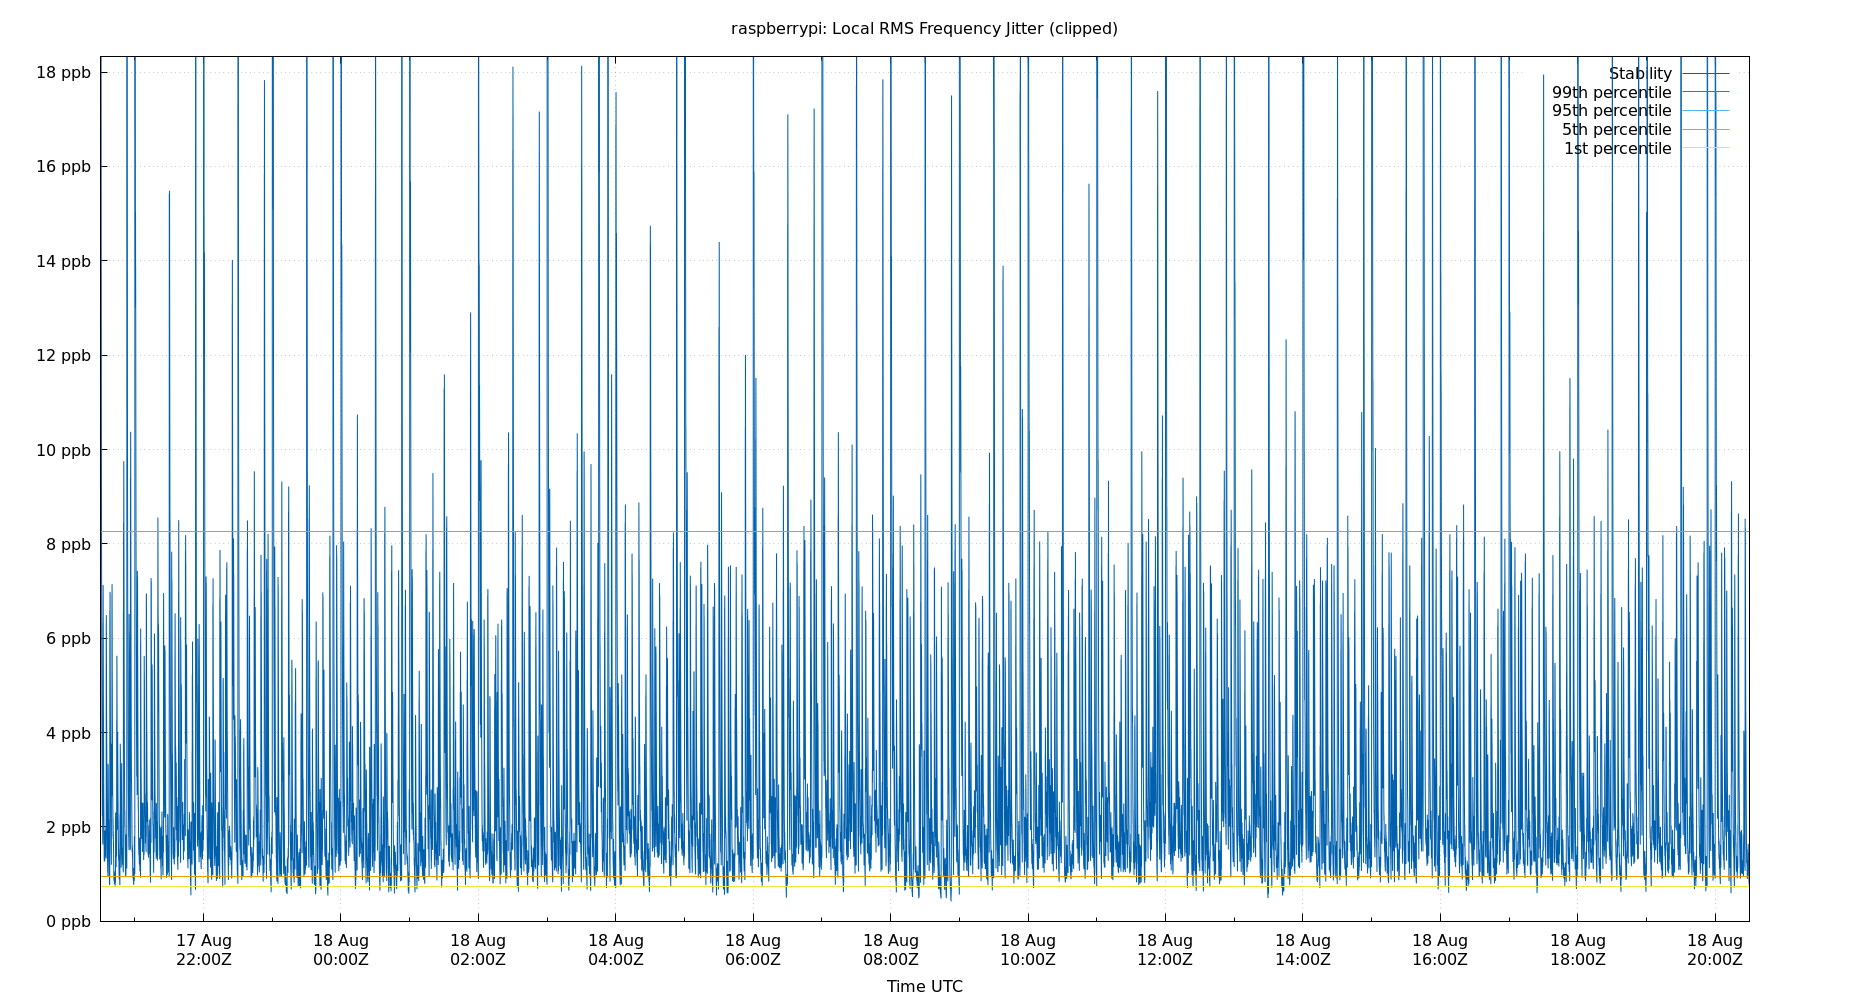 raspberrypi: Local RMS Frequency Jitter (clipped)
18 ppb
16 ppb
14 ppb
12 ppb
10 ppb
8 ppb
6 ppb
4 ppb
2 ppb
0 ppb
Stability
99th percentile
95th percentile
5th percentile
1st percentile
17 Aug 18 Aug 18 Aug 18 Aug 18 Aug 18 Aug 18 Aug 18 Aug 18 Aug 18 Aug 18 Aug 18 Aug
22:00Z 00:00Z 02:00Z 04:00Z 06:00Z 08:00Z 10:00Z 12:00Z 14:00Z 16:00Z 18:00Z 20:00Z
Time UTC